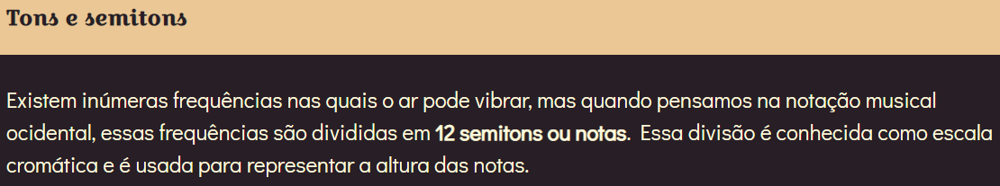 Tons e semitons
Existem inúmeras frequências nas quais o ar pode vibrar, mas quando pensamos na notação musical
ocidental, essas frequências são divididas em 12 semitons ou notas. Essa divisão é conhecida como escala
cromática e é usada para representar a altura das notas.